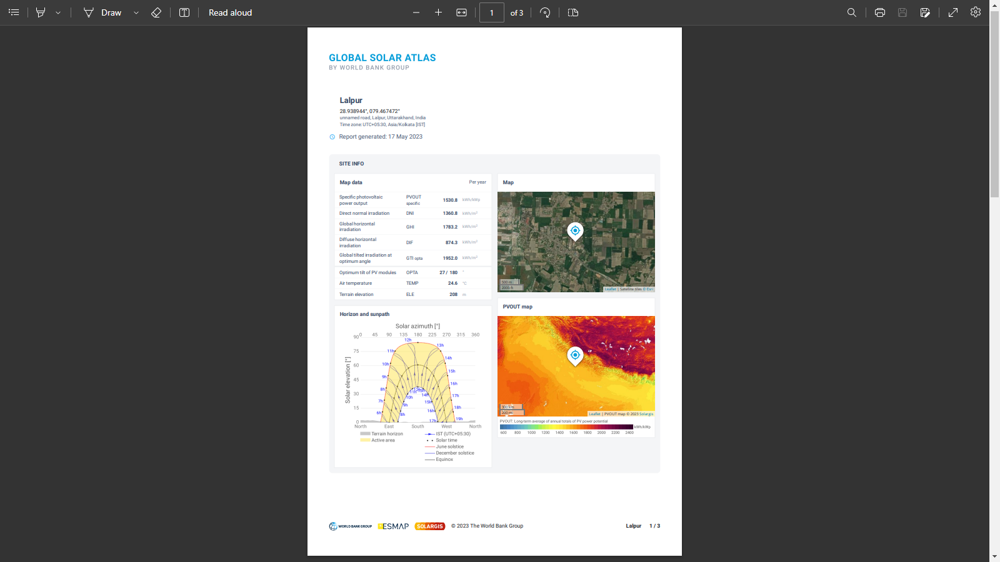 Draw
Read aloud
1
of 3
GLOBAL SOLAR ATLAS
BY WORLD BANK GROUP
Lalpur
28.938944°, 079.467472°
unnamed road, Lalpur, Uttarakhand, India
Time zone: UTC+05:30, Asia/Kolkata [IST]
Report generated: 17 May 2023
SITE INFO
Map data Per year
Specific photovoltaic power output PVOUT specific 1530.8 kWh/kWp
Direct normal irradiation DNI 1360.8 kWh/m²
Global horizontal irradiation GHI 1783.2 kWh/m²
Diffuse horizontal irradiation DIF 874.3 kWh/m²
Global tilted irradiation at optimum angle GTI opta 1952.0 kWh/m²
Optimum tilt of PV modules OPTA 27 / 180 °
Air temperature TEMP 24.6 °C
Terrain elevation ELE 208 m
Map
500 m
2000 ft
Leaflet | Satellite tiles © Esri
Horizon and sunpath
Solar azimuth [°]
0 45 90 135 180 225 270 315 360
Solar elevation [°]
90
75
60
45
30
15
0
12h
11h 13h
10h 14h
9h 15h
8h 16h
7h 17h
6h 18h
19h
11h 12h 13h
10h 14h
9h 15h
8h 16h
17h
North East South West North
Terrain horizon
Active area
IST (UTC+05:30)
Solar time
June solstice
December solstice
Equinox
PVOUT map
300 km
200 mi
Leaflet | PVOUT map © 2023 Solargis
PVOUT: Long-term average of annual totals of PV power potential
kWh/kWp
600 800 1000 1200 1400 1600 1800 2000 2200 2400
WORLD BANK GROUP
ESMAP
SOLARGIS
© 2023 The World Bank Group
Lalpur 1 / 3